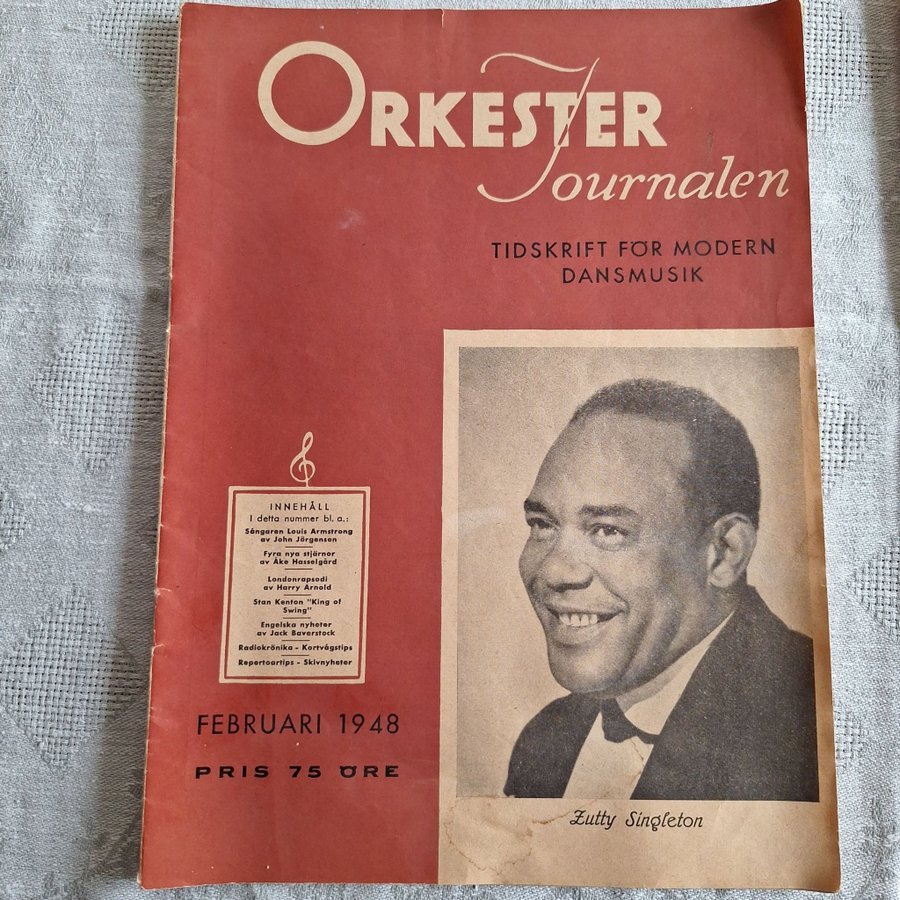 ORKESTER
Journalen
TIDSKRIFT FÖR MODERN
DANSMUSIK
INNEHÅLL
I detta nummer bl. a.:
Sångaren Louis Armstrong
av John Jörgensen
Fyra nya stjärnor
av Åke Hasselgård
Londonrapsodi
av Harry Arnold
Stan Kenton "King of
Swing"
Engelska nyheter
av Jack Baverstock
Radiokrönika - Kortvågstips
Repertoartips - Skivnyheter
FEBRUARI 1948
PRIS 75 ÖRE
Zutty Singleton